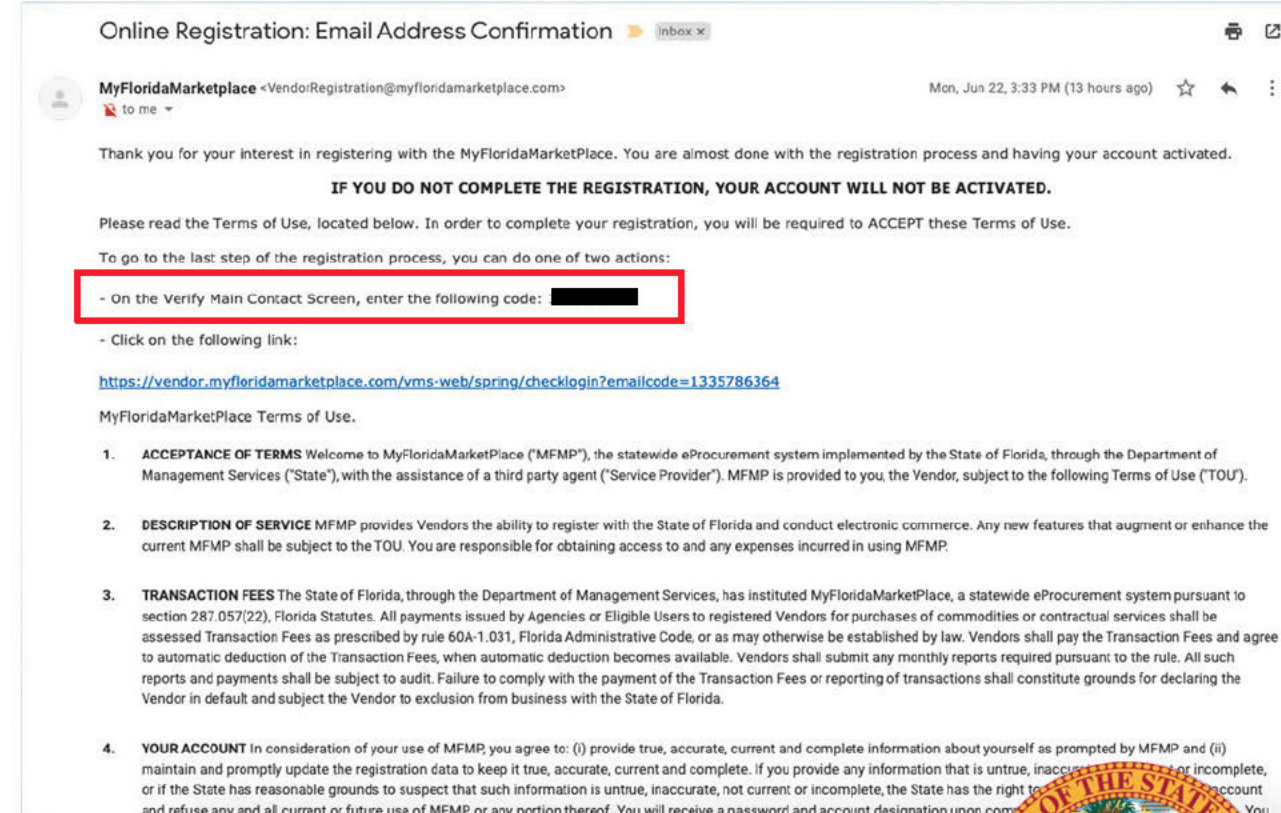 Online Registration: Email Address Confirmation Inbox x
MyFloridaMarketplace <VendorRegistration@myfloridamarketplace.com> Mon, Jun 22, 3:33 PM (13 hours ago)
to me
Thank you for your interest in registering with the MyFloridaMarketPlace. You are almost done with the registration process and having your account activated.
IF YOU DO NOT COMPLETE THE REGISTRATION, YOUR ACCOUNT WILL NOT BE ACTIVATED.
Please read the Terms of Use, located below. In order to complete your registration, you will be required to ACCEPT these Terms of Use.
To go to the last step of the registration process, you can do one of two actions:
- On the Verify Main Contact Screen, enter the following code:
- Click on the following link:
https://vendor.myfloridamarketplace.com/vms-web/spring/checklogin?emailcode=1335786364
MyFloridaMarketPlace Terms of Use.
1. ACCEPTANCE OF TERMS Welcome to MyFloridaMarketPlace ("MFMP"), the statewide eProcurement system implemented by the State of Florida, through the Department of
Management Services ("State"), with the assistance of a third party agent ("Service Provider"). MFMP is provided to you, the Vendor, subject to the following Terms of Use ("TOU").
2. DESCRIPTION OF SERVICE MFMP provides Vendors the ability to register with the State of Florida and conduct electronic commerce. Any new features that augment or enhance the
current MFMP shall be subject to the TOU. You are responsible for obtaining access to and any expenses incurred in using MFMP.
3. TRANSACTION FEES The State of Florida, through the Department of Management Services, has instituted MyFloridaMarketPlace, a statewide eProcurement system pursuant to
section 287.057(22), Florida Statutes. All payments issued by Agencies or Eligible Users to registered Vendors for purchases of commodities or contractual services shall be
assessed Transaction Fees as prescribed by rule 60A-1.031, Florida Administrative Code, or as may otherwise be established by law. Vendors shall pay the Transaction Fees and agree
to automatic deduction of the Transaction Fees, when automatic deduction becomes available. Vendors shall submit any monthly reports required pursuant to the rule. All such
reports and payments shall be subject to audit. Failure to comply with the payment of the Transaction Fees or reporting of transactions shall constitute grounds for declaring the
Vendor in default and subject the Vendor to exclusion from business with the State of Florida.
4. YOUR ACCOUNT In consideration of your use of MFMP, you agree to: (i) provide true, accurate, current and complete information about yourself as prompted by MFMP and (ii)
maintain and promptly update the registration data to keep it true, accurate, current and complete. If you provide any information that is untrue, or incomplete,
or if the State has reasonable grounds to suspect that such information is untrue, inaccurate, not current or incomplete, the State has the right to account
and refuse any and all current or future use of MFMP or any portion thereof. You will receive a password and account designation upon You
OF THE STATE